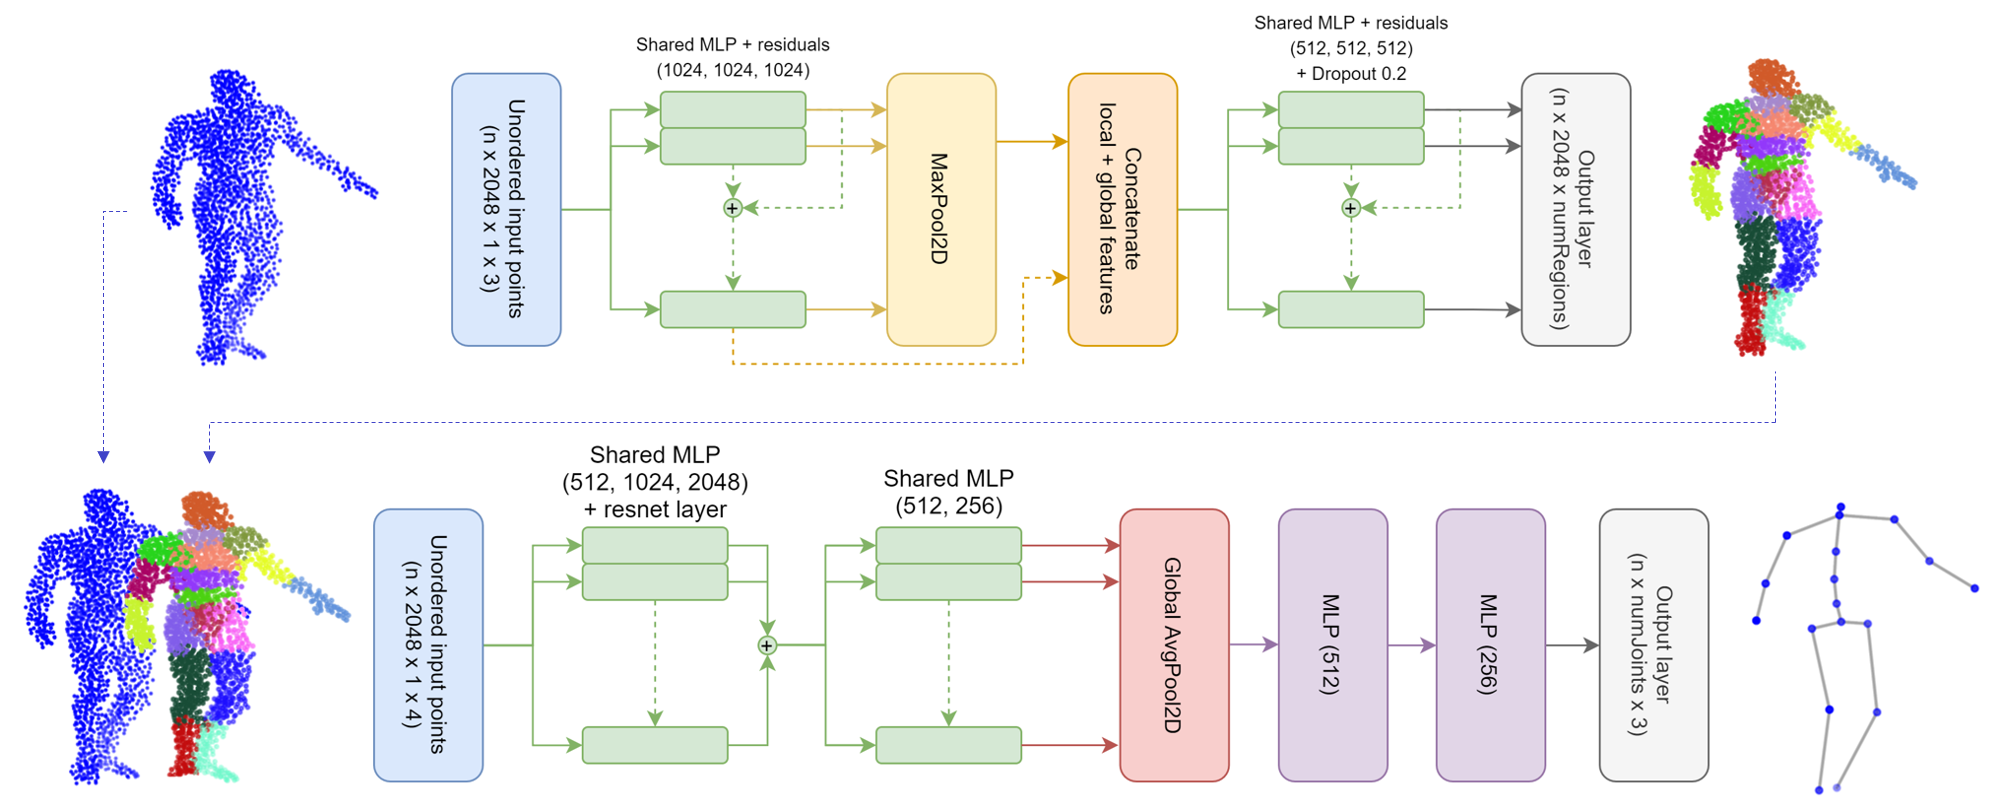 Shared MLP + residuals
(1024, 1024, 1024)
Shared MLP + residuals
(512, 512, 512)
+ Dropout 0.2
Unordered input points
(n x 2048 x 1 x 3)
+
MaxPool2D
Concatenate
local + global features
+
Output layer
(n x 2048 x numRegions)
Shared MLP
(512, 1024, 2048)
+ resnet layer
Shared MLP
(512, 256)
Unordered input points
(n x 2048 x 1 x 4)
+
Global AvgPool2D
MLP (512)
MLP (256)
Output layer
(n x numJoints x 3)